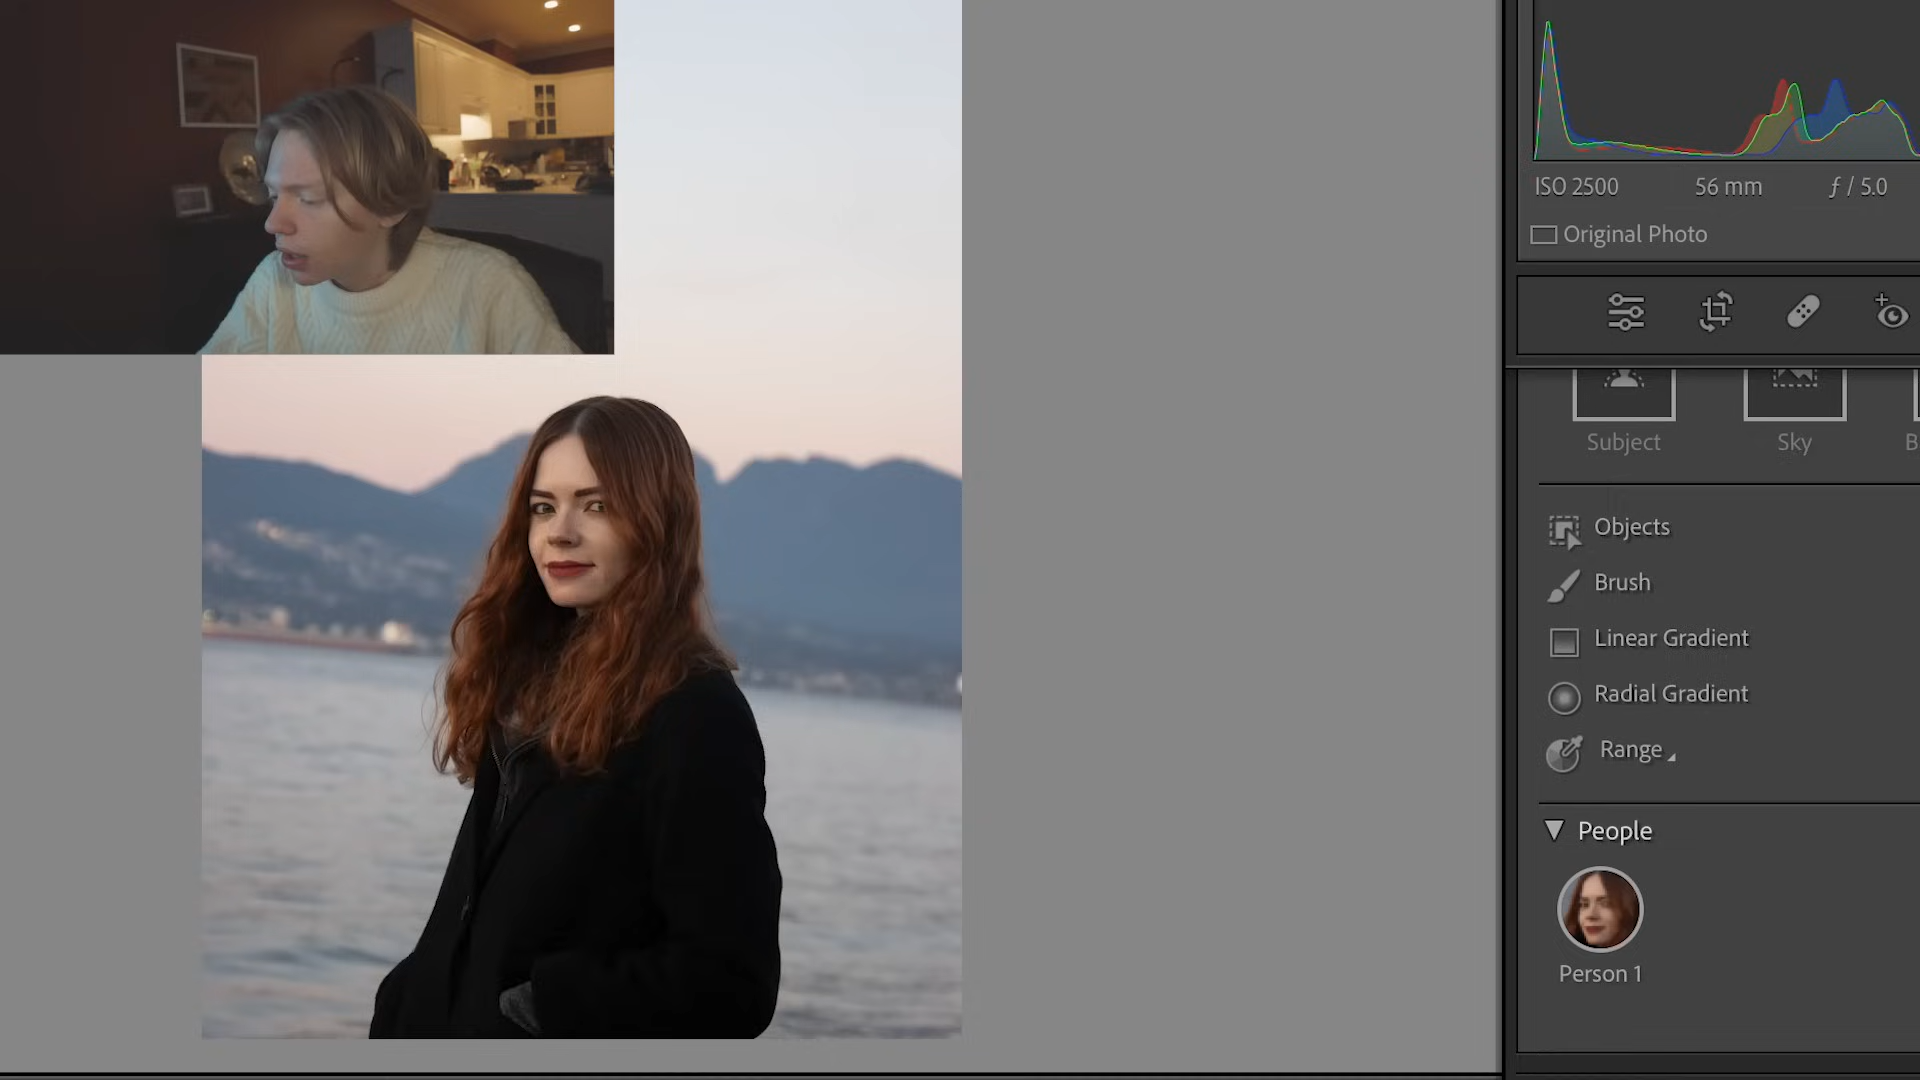 ISO 2500 56 mm ƒ / 5.0
Original Photo
Subject Sky B
Objects
Brush
Linear Gradient
Radial Gradient
Range
People
Person 1